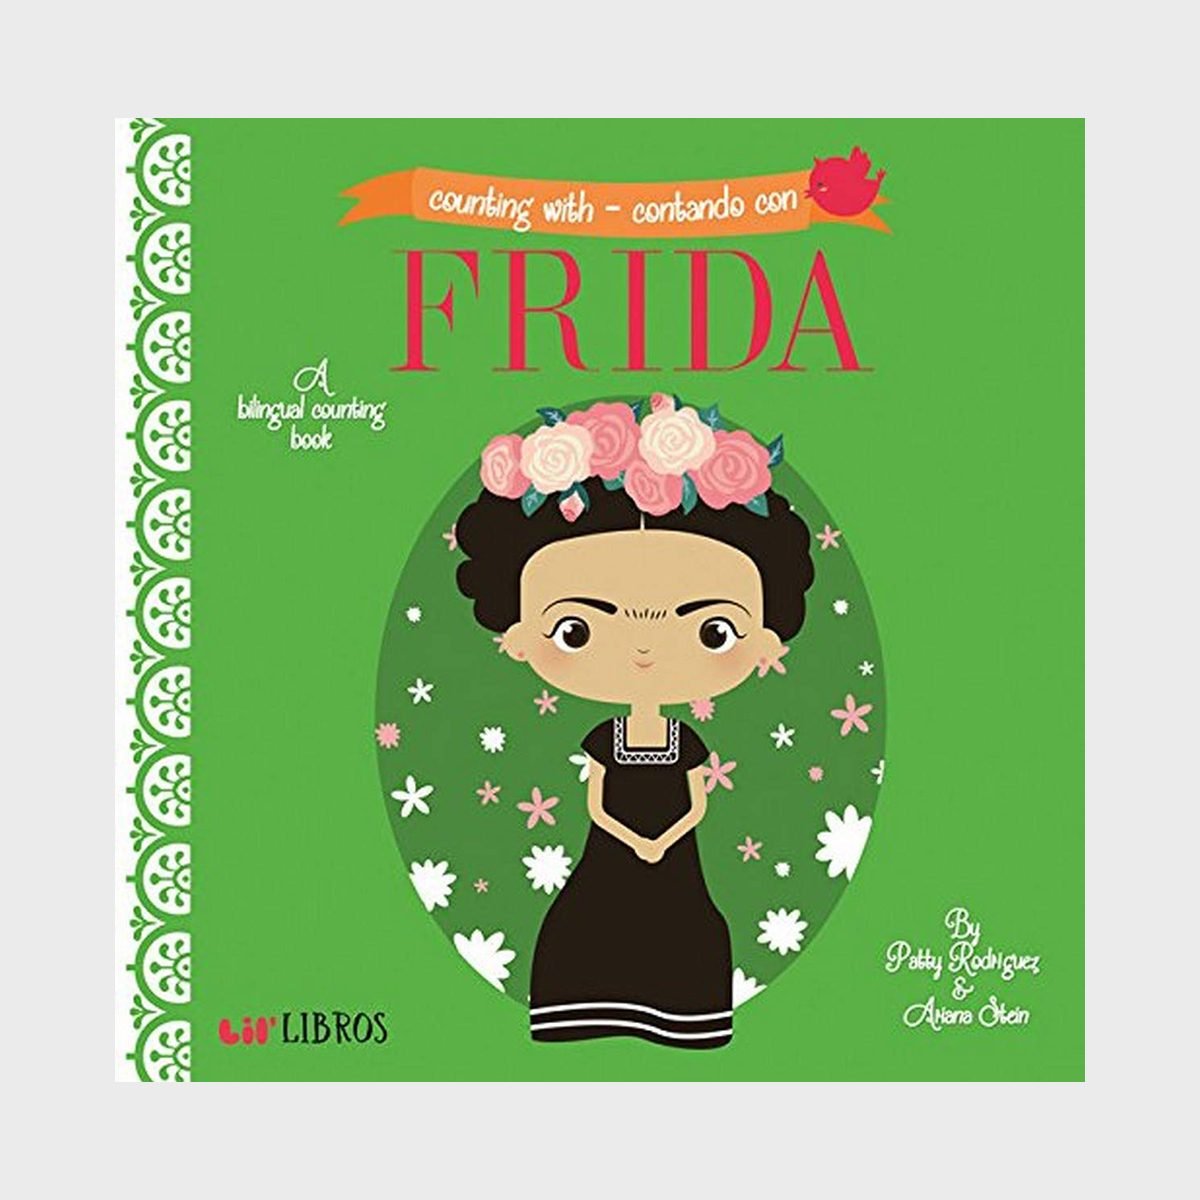 counting with - contando con
FRIDA
A
bilingual counting
book
By
Patty Rodriguez
&
Ariana Stein
Lil' LIBROS